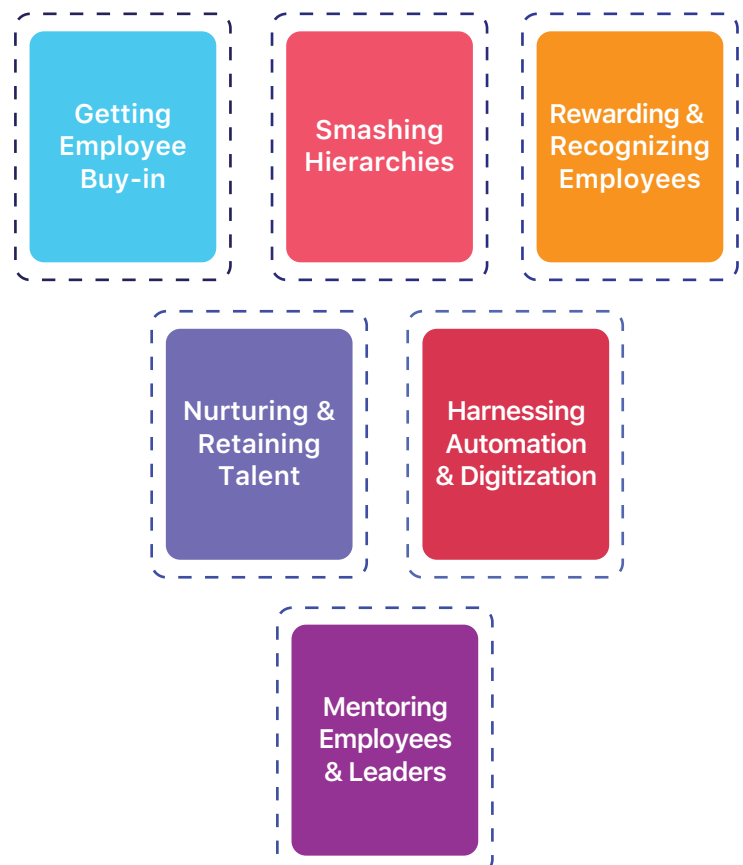 Getting
Employee
Buy-in
Smashing
Hierarchies
Rewarding &
Recognizing
Employees
Nurturing &
Retaining
Talent
Harnessing
Automation
& Digitization
Mentoring
Employees
& Leaders